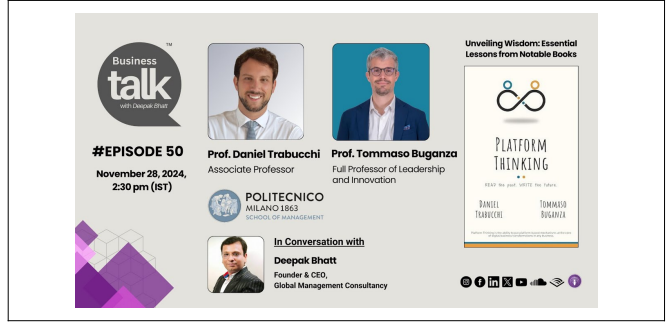 Business
talk
TM
with Deepak Bhatt
#EPISODE 50
November 28, 2024,
2:30 pm (IST)
Prof. Daniel Trabucchi
Associate Professor
POLITECNICO
MILANO 1863
SCHOOL OF MANAGEMENT
Prof. Tommaso Buganza
Full Professor of Leadership
and Innovation
In Conversation with
Deepak Bhatt
Founder & CEO,
Global Management Consultancy
Unveiling Wisdom: Essential
Lessons from Notable Books
PLATFORM
THINKING
READ the past. WRITE the future.
DANIEL
TRABUCCHI
TOMMASO
BUGANZA